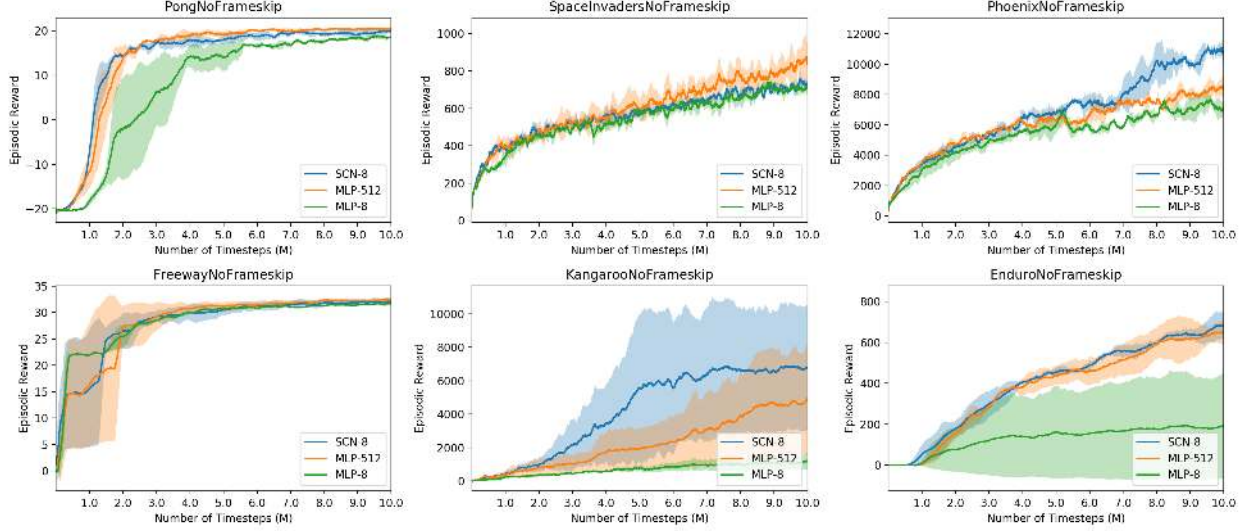 PongNoFrameskip
Episodic Reward
20
10
0
−10
−20
SCN-8
MLP-512
MLP-8
1.0 2.0 3.0 4.0 5.0 6.0 7.0 8.0 9.0 10.0
Number of Timesteps (M)
SpaceInvadersNoFrameskip
Episodic Reward
1000
800
600
400
200
0
SCN-8
MLP-512
MLP-8
1.0 2.0 3.0 4.0 5.0 6.0 7.0 8.0 9.0 10.0
Number of Timesteps (M)
PhoenixNoFrameskip
Episodic Reward
12000
10000
8000
6000
4000
2000
0
SCN-8
MLP-512
MLP-8
1.0 2.0 3.0 4.0 5.0 6.0 7.0 8.0 9.0 10.0
Number of Timesteps (M)
FreewayNoFrameskip
Episodic Reward
35
30
25
20
15
10
5
0
SCN-8
MLP-512
MLP-8
1.0 2.0 3.0 4.0 5.0 6.0 7.0 8.0 9.0 10.0
Number of Timesteps (M)
KangarooNoFrameskip
Episodic Reward
10000
8000
6000
4000
2000
0
SCN-8
MLP-512
MLP-8
1.0 2.0 3.0 4.0 5.0 6.0 7.0 8.0 9.0 10.0
Number of Timesteps (M)
EnduroNoFrameskip
Episodic Reward
800
600
400
200
0
SCN-8
MLP-512
MLP-8
1.0 2.0 3.0 4.0 5.0 6.0 7.0 8.0 9.0 10.0
Number of Timesteps (M)